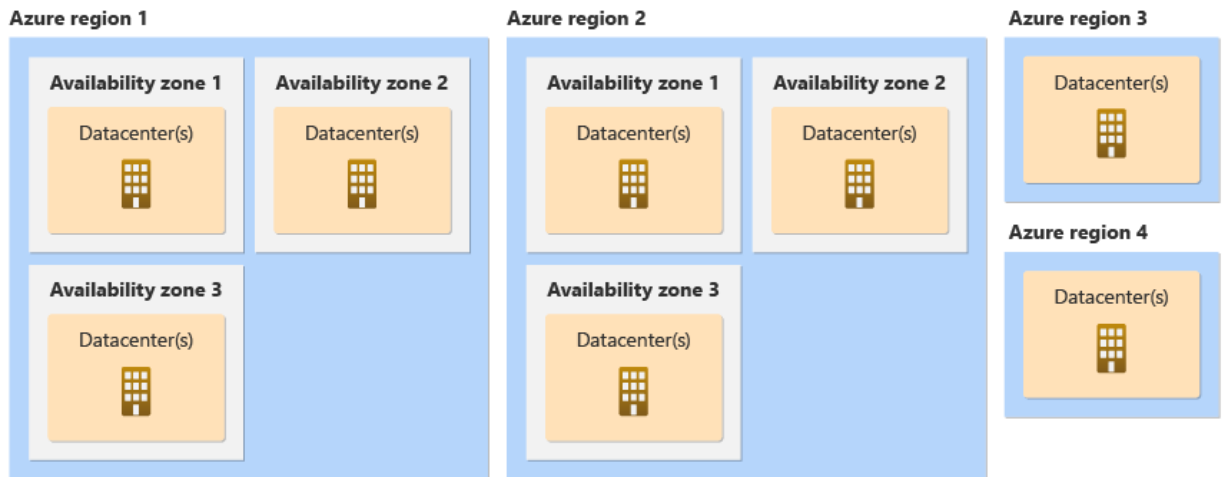 Azure region 1
Availability zone 1
Datacenter(s)
Availability zone 2
Datacenter(s)
Availability zone 3
Datacenter(s)
Azure region 2
Availability zone 1
Datacenter(s)
Availability zone 2
Datacenter(s)
Availability zone 3
Datacenter(s)
Azure region 3
Datacenter(s)
Azure region 4
Datacenter(s)